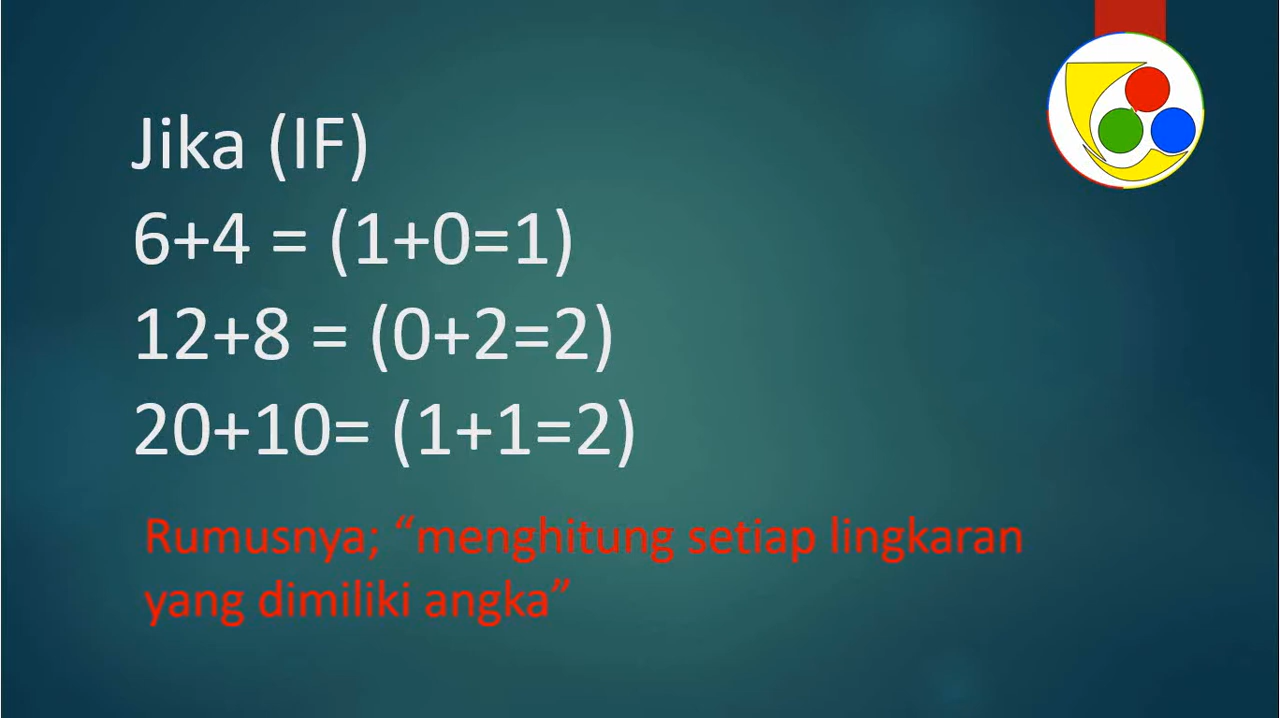 Jika (IF)
6+4 = (1+0=1)
12+8 = (0+2=2)
20+10= (1+1=2)
Rumusnya; “menghitung setiap lingkaran
yang dimiliki angka”